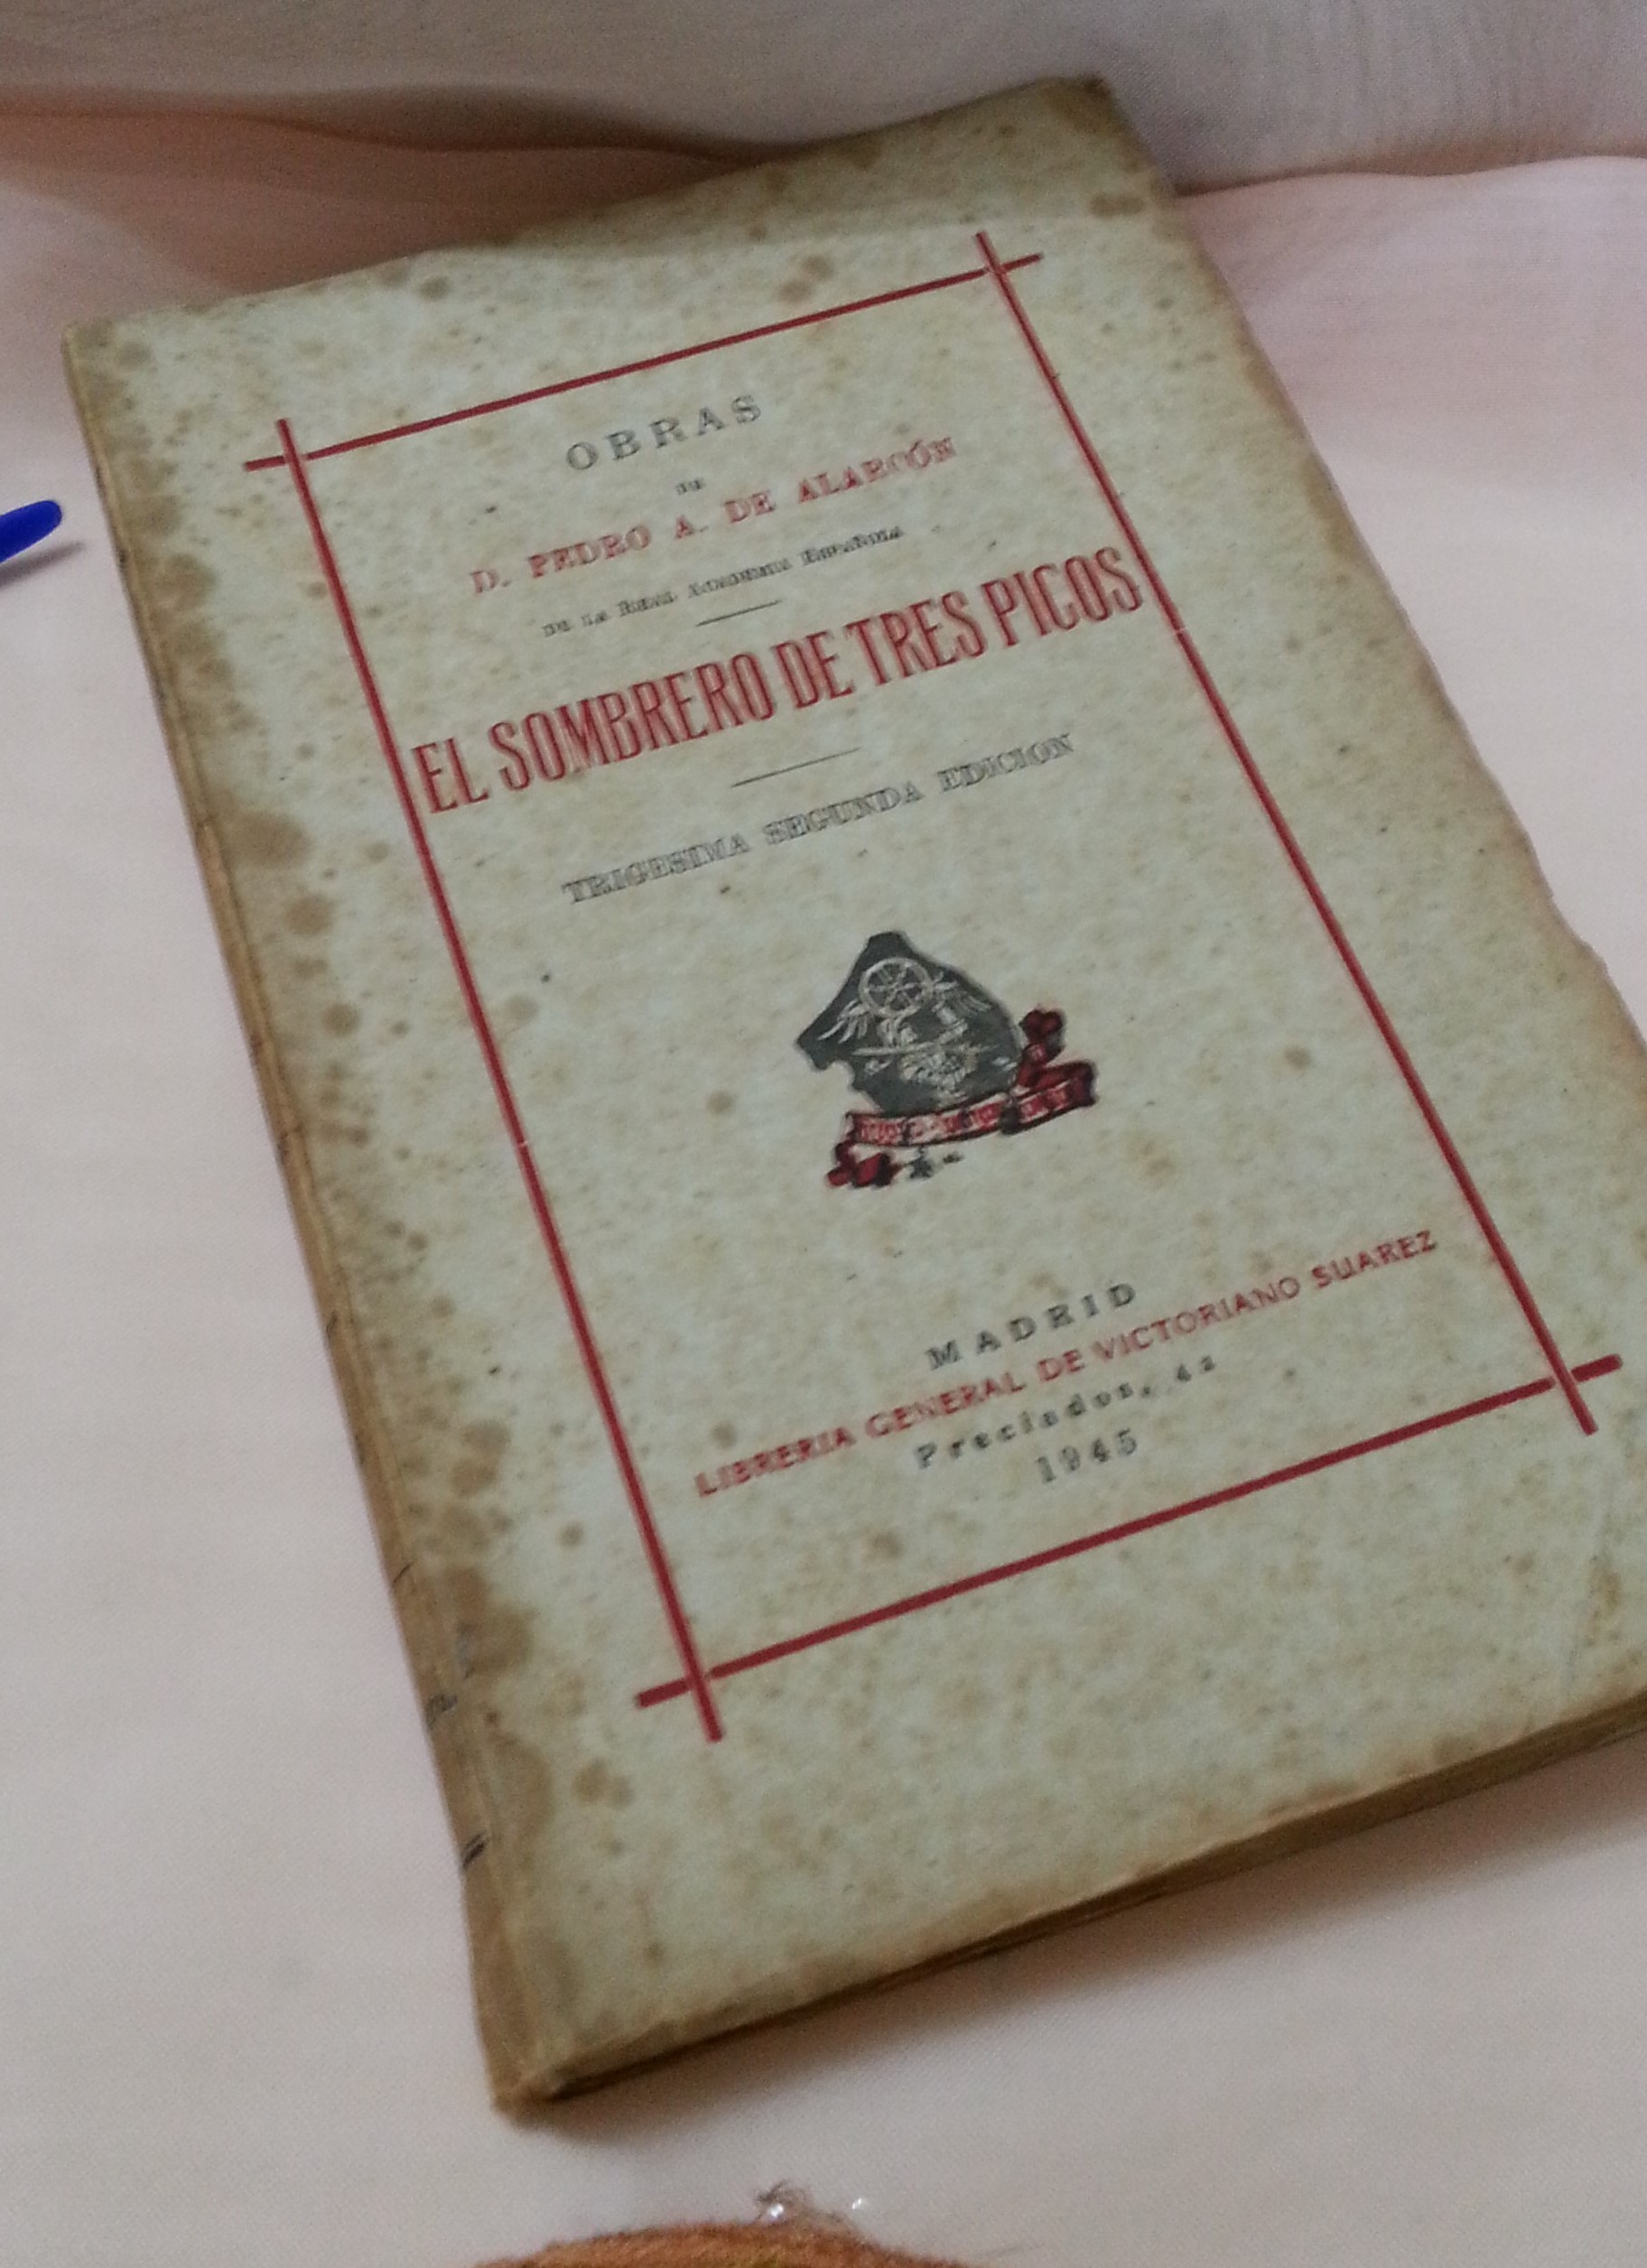 OBRAS
DE
D. PEDRO A. DE ALARCÓN
DE LA REAL ACADEMIA ESPAÑOLA
EL SOMBRERO DE TRES PICOS
TRIGESIMA SEGUNDA EDICION
MADRID
LIBRERIA GENERAL DE VICTORIANO SUAREZ
Preciados,
1945